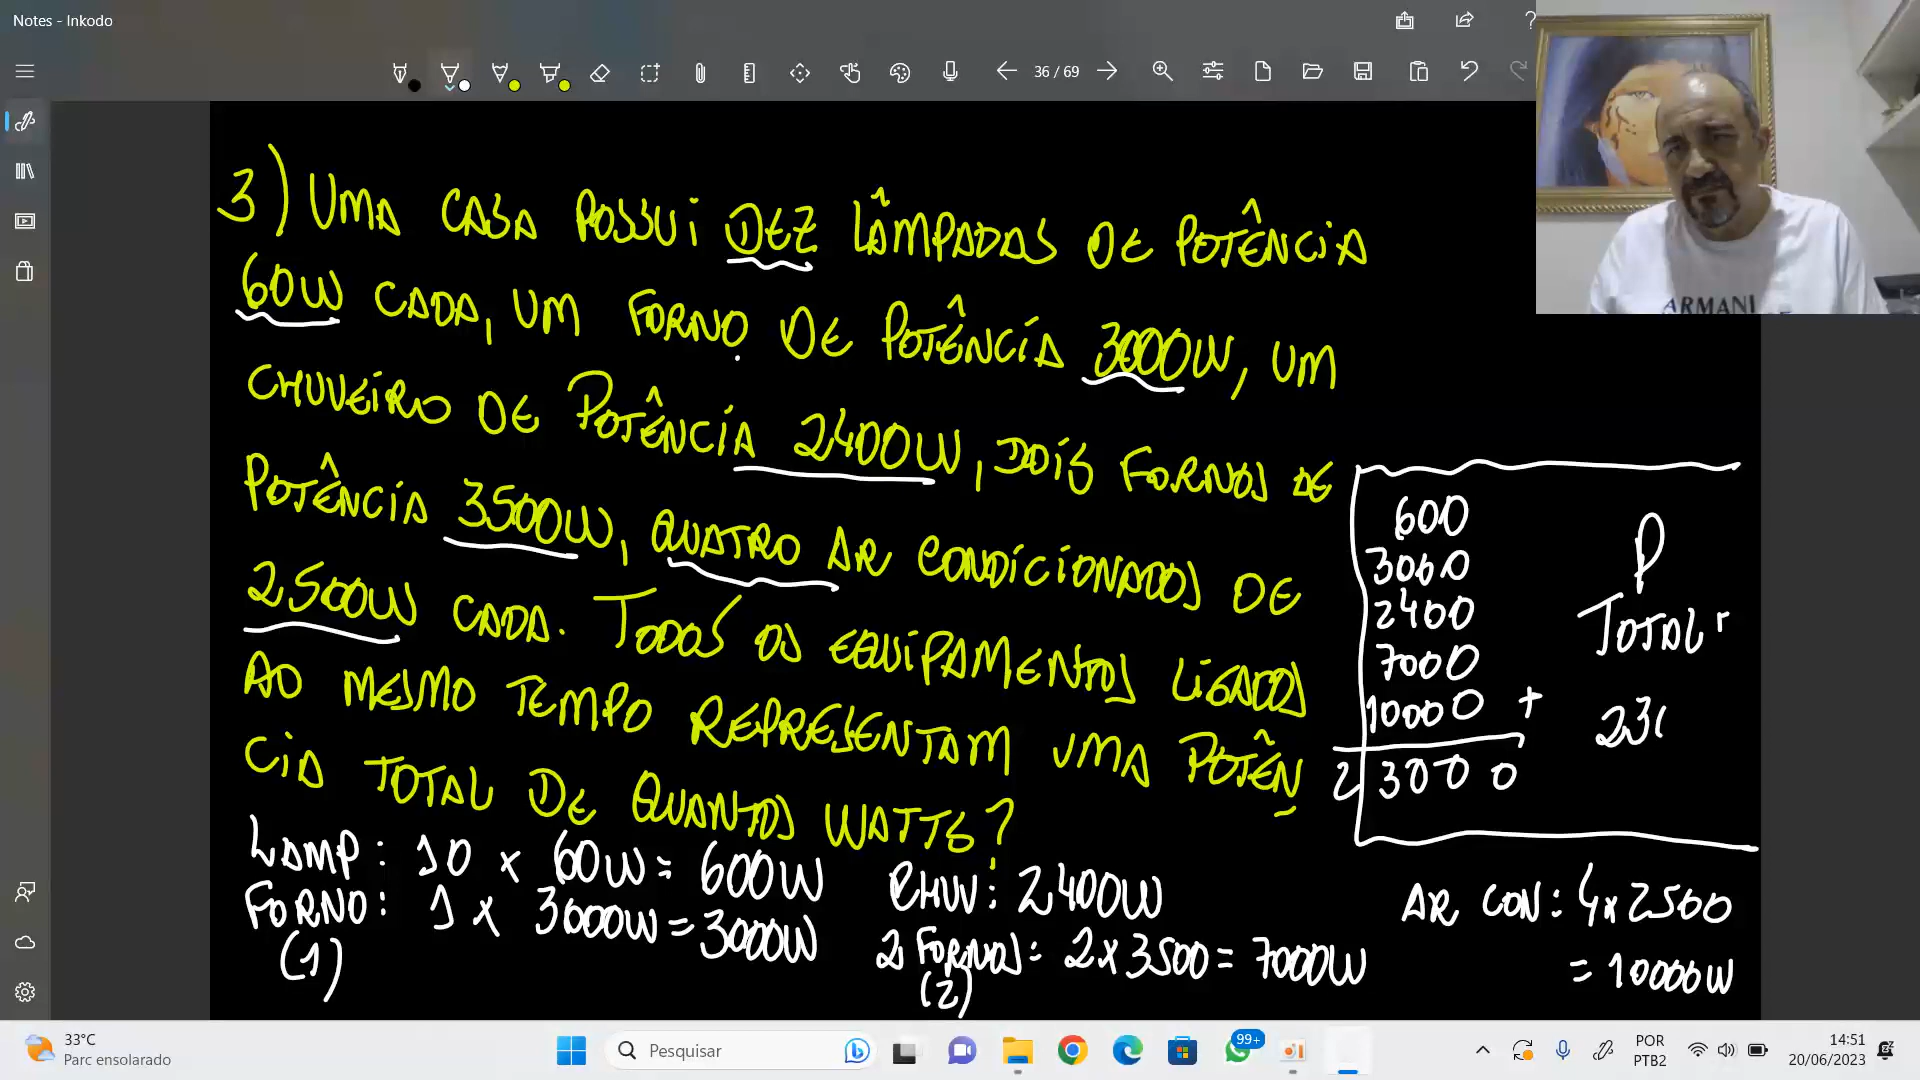 Notes - Inkodo
?
36 / 69
3) UMA CASA POSSUI DEZ LÂMPADAS DE POTÊNCIA
60W CADA, UM FORNO DE POTÊNCIA 3000W, UM
CHUVEIRO DE POTÊNCIA 2400W, DOIS FORNOS DE
POTÊNCIA 3500W, QUATRO AR CONDICIONADOS DE
2500W CADA. TODOS OS EQUIPAMENTOS LIGADOS
AO MESMO TEMPO REPRESENTAM UMA POTÊN
CIA TOTAL DE QUANTOS WATTS?
600
3000
2400
7000
10000 +
23000
P
TOTAL
230
LAMP: 10 x 60W = 600W
FORNO: 1 x 3000W = 3000W
(1)
CHUV: 2400W
2 FORNOS: 2 x 3500 = 7000W
(2)
AR CON: 4x2500
= 10000W
ARMANI
33°C
Parc ensolarado
Pesquisar
99+
POR
PTB2
14:51
20/06/2023